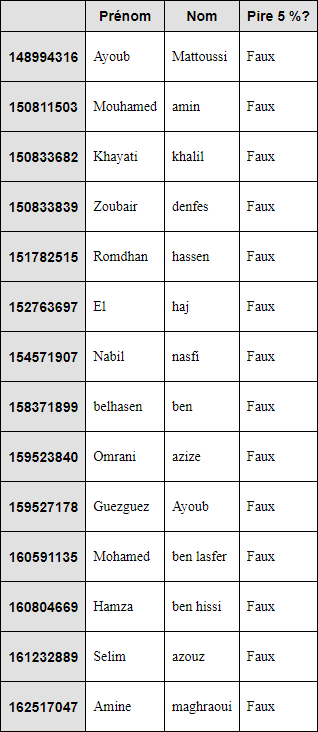 Prénom Nom Pire 5 %?
148994316 Ayoub Mattoussi Faux
150811503 Mouhamed amin Faux
150833682 Khayati khalil Faux
150833839 Zoubair denfes Faux
151782515 Romdhan hassen Faux
152763697 El haj Faux
154571907 Nabil nasfi Faux
158371899 belhasen ben Faux
159523840 Omrani azize Faux
159527178 Guezguez Ayoub Faux
160591135 Mohamed ben lasfer Faux
160804669 Hamza ben hissi Faux
161232889 Selim azouz Faux
162517047 Amine maghraoui Faux